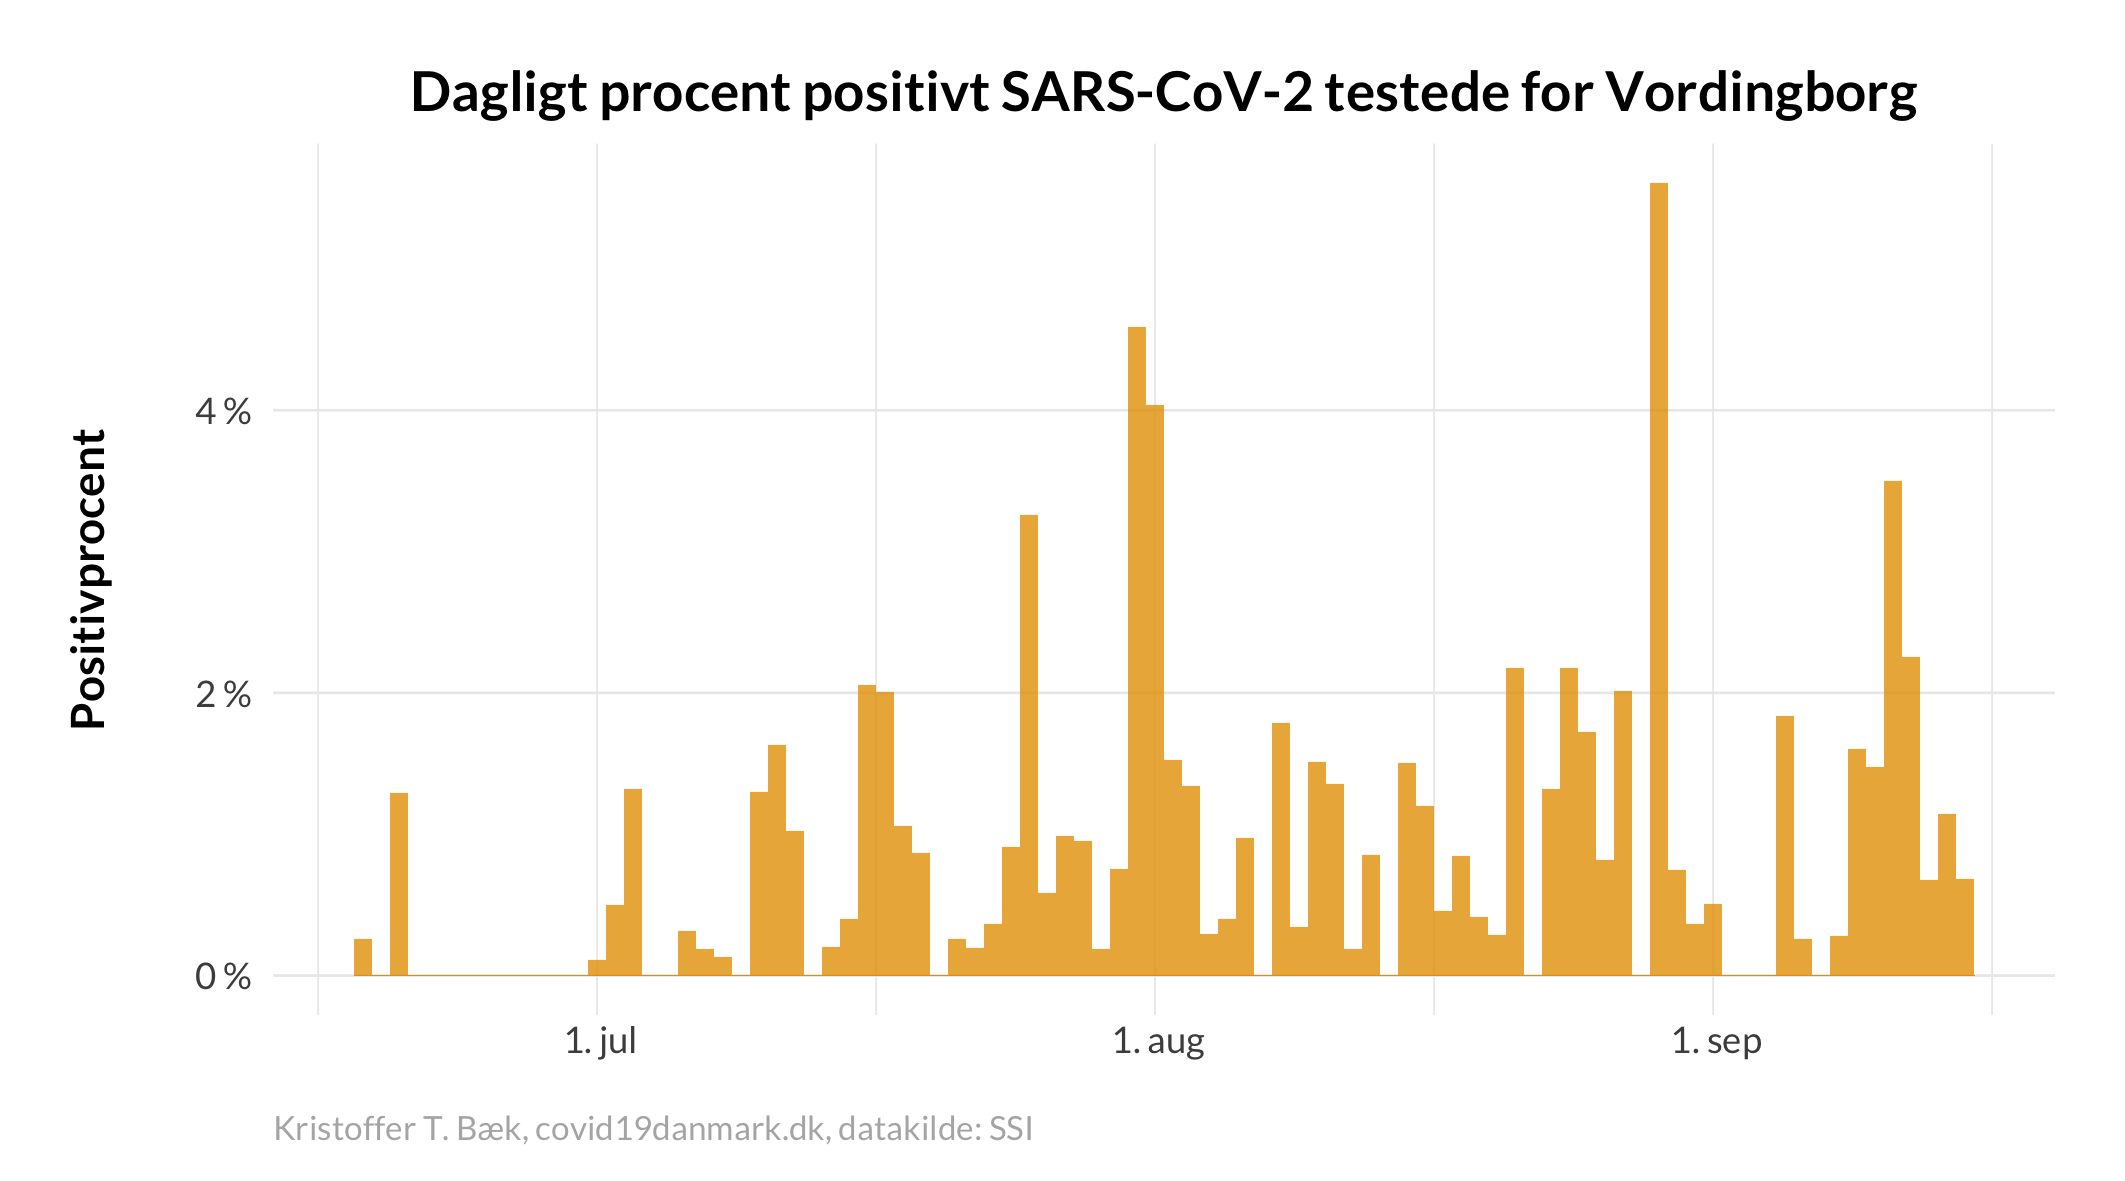 Dagligt procent positivt SARS-CoV-2 testede for Vordingborg
Positivprocent
4 %
2 %
0 %
1. jul
1. aug
1. sep
Kristoffer T. Bæk, covid19danmark.dk, datakilde: SSI